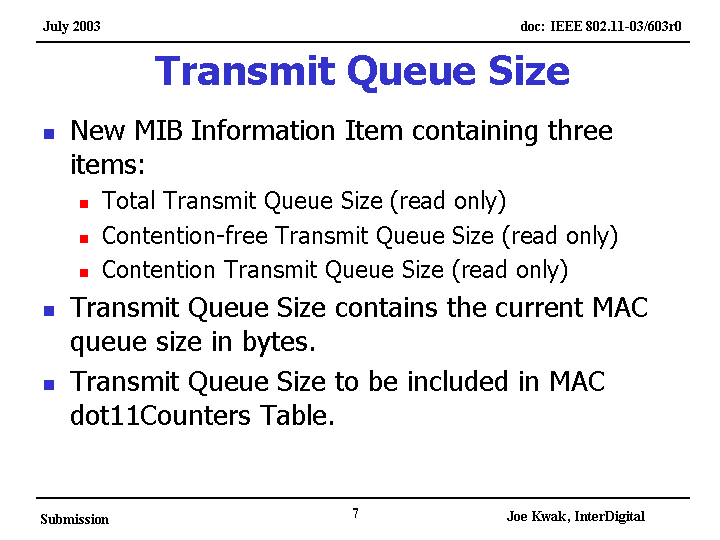 July 2003
doc: IEEE 802.11-03/603r0
Transmit Queue Size
New MIB Information Item containing three
items:
Total Transmit Queue Size (read only)
Contention-free Transmit Queue Size (read only)
Contention Transmit Queue Size (read only)
Transmit Queue Size contains the current MAC
queue size in bytes.
Transmit Queue Size to be included in MAC
dot11Counters Table.
Submission
7
Joe Kwak, InterDigital